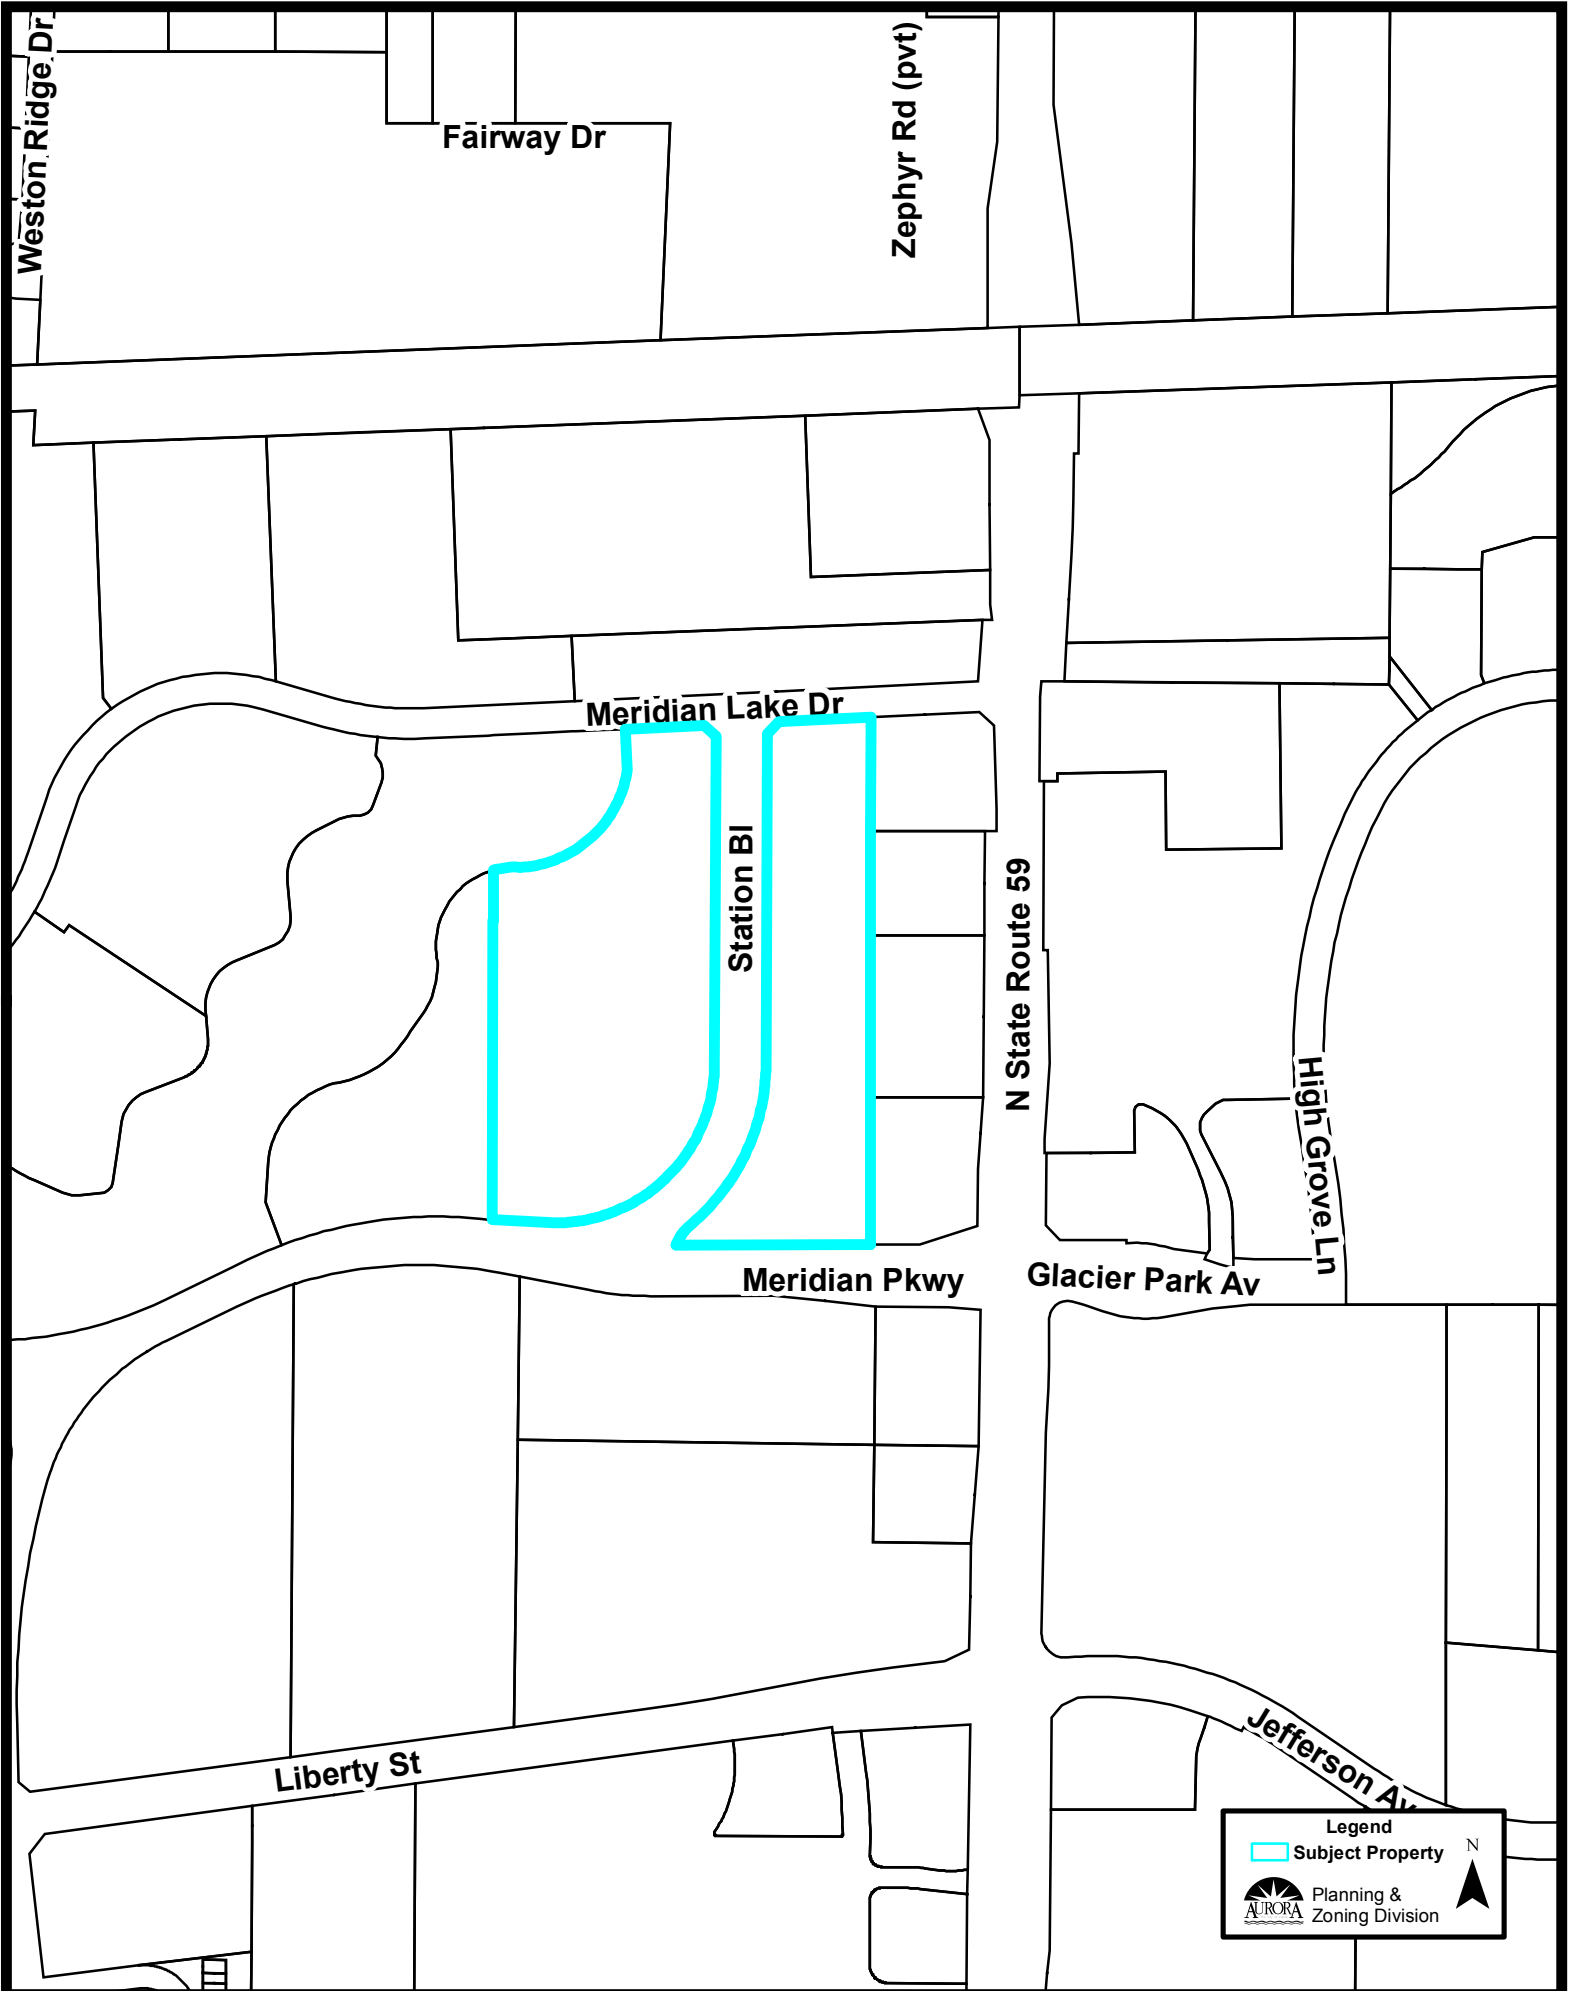 Weston Ridge Dr
Fairway Dr
Zephyr Rd (pvt)
Meridian Lake Dr
Station Bl
N State Route 59
High Grove Ln
Meridian Pkwy
Glacier Park Av
Liberty St
Jefferson Av
Legend
Subject Property
N
AURORA
Planning &
Zoning Division